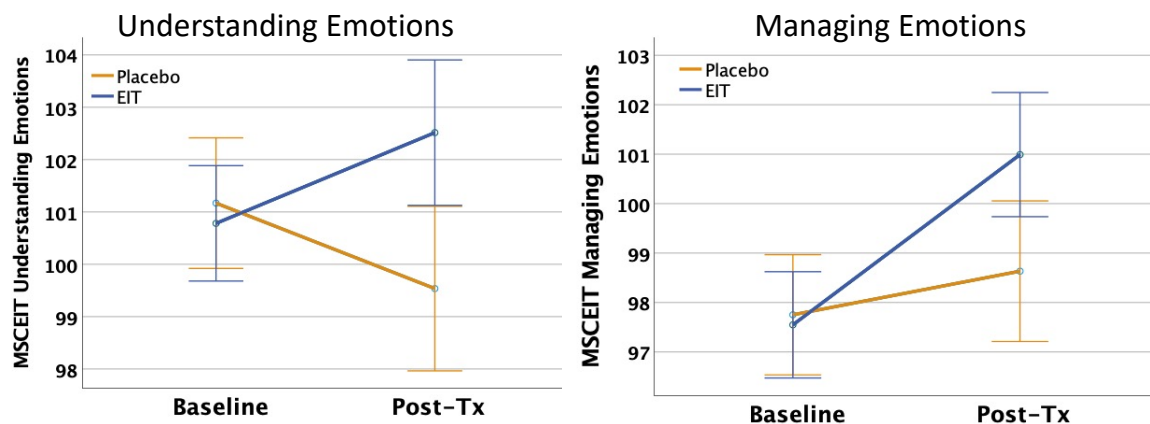 Understanding Emotions
MSCEIT Understanding Emotions
104
103
102
101
100
99
98
Placebo
EIT
Baseline Post-Tx
Managing Emotions
MSCEIT Managing Emotions
103
102
101
100
99
98
97
Placebo
EIT
Baseline Post-Tx